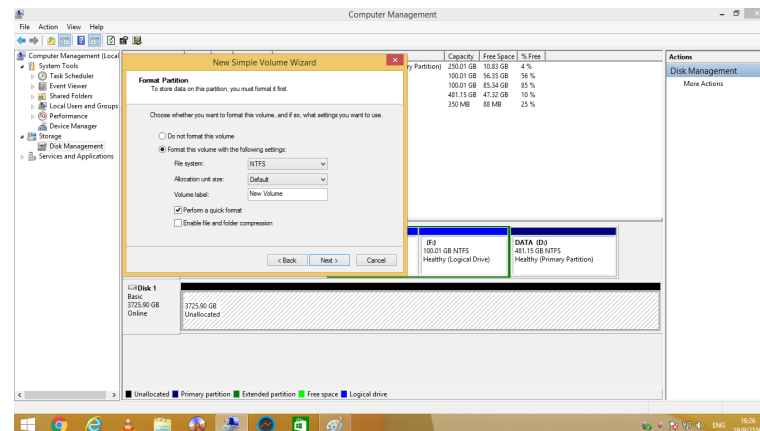 Computer Management
File Action View Help
Computer Management (Local
System Tools
Task Scheduler
Event Viewer
Shared Folders
Local Users and Groups
Performance
Device Manager
Storage
Disk Management
Services and Applications
Capacity Free Space % Free
ry Partition) 250.01 GB 10.83 GB 4 %
100.01 GB 56.35 GB 56 %
100.01 GB 85.34 GB 85 %
481.15 GB 47.32 GB 10 %
350 MB 88 MB 25 %
Actions
Disk Management
More Actions
New Simple Volume Wizard
Format Partition
To store data on this partition, you must format it first.
Choose whether you want to format this volume, and if so, what settings you want to use.
Do not format this volume
Format this volume with the following settings:
File system: NTFS
Allocation unit size: Default
Volume label: New Volume
Perform a quick format
Enable file and folder compression
< Back Next > Cancel
(F:)
100.01 GB NTFS
Healthy (Logical Drive)
DATA (D:)
481.15 GB NTFS
Healthy (Primary Partition)
Disk 1
Basic
3725.90 GB
Online
3725.90 GB
Unallocated
Unallocated Primary partition Extended partition Free space Logical drive
ENG
16:26